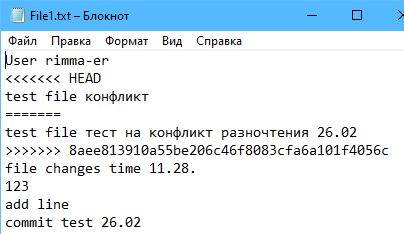 File1.txt – Блокнот
Файл Правка Формат Вид Справка
User rimma-er
<<<<<<< HEAD
test file конфликт
=======
test file тест на конфликт разночтения 26.02
>>>>>>> 8aee813910a55be206c46f8083cfa6a101f4056c
file changes time 11.28.
123
add line
commit test 26.02